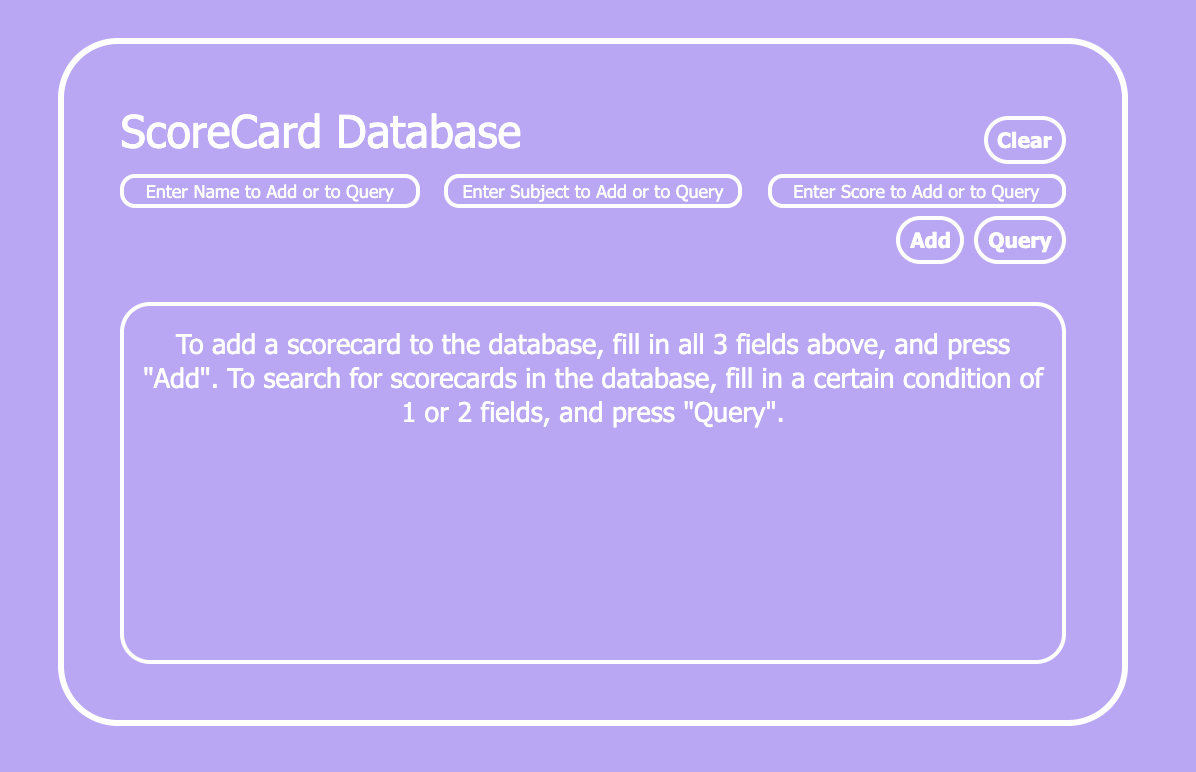 ScoreCard Database
Clear
Enter Name to Add or to Query
Enter Subject to Add or to Query
Enter Score to Add or to Query
Add
Query
To add a scorecard to the database, fill in all 3 fields above, and press
"Add". To search for scorecards in the database, fill in a certain condition of
1 or 2 fields, and press "Query".